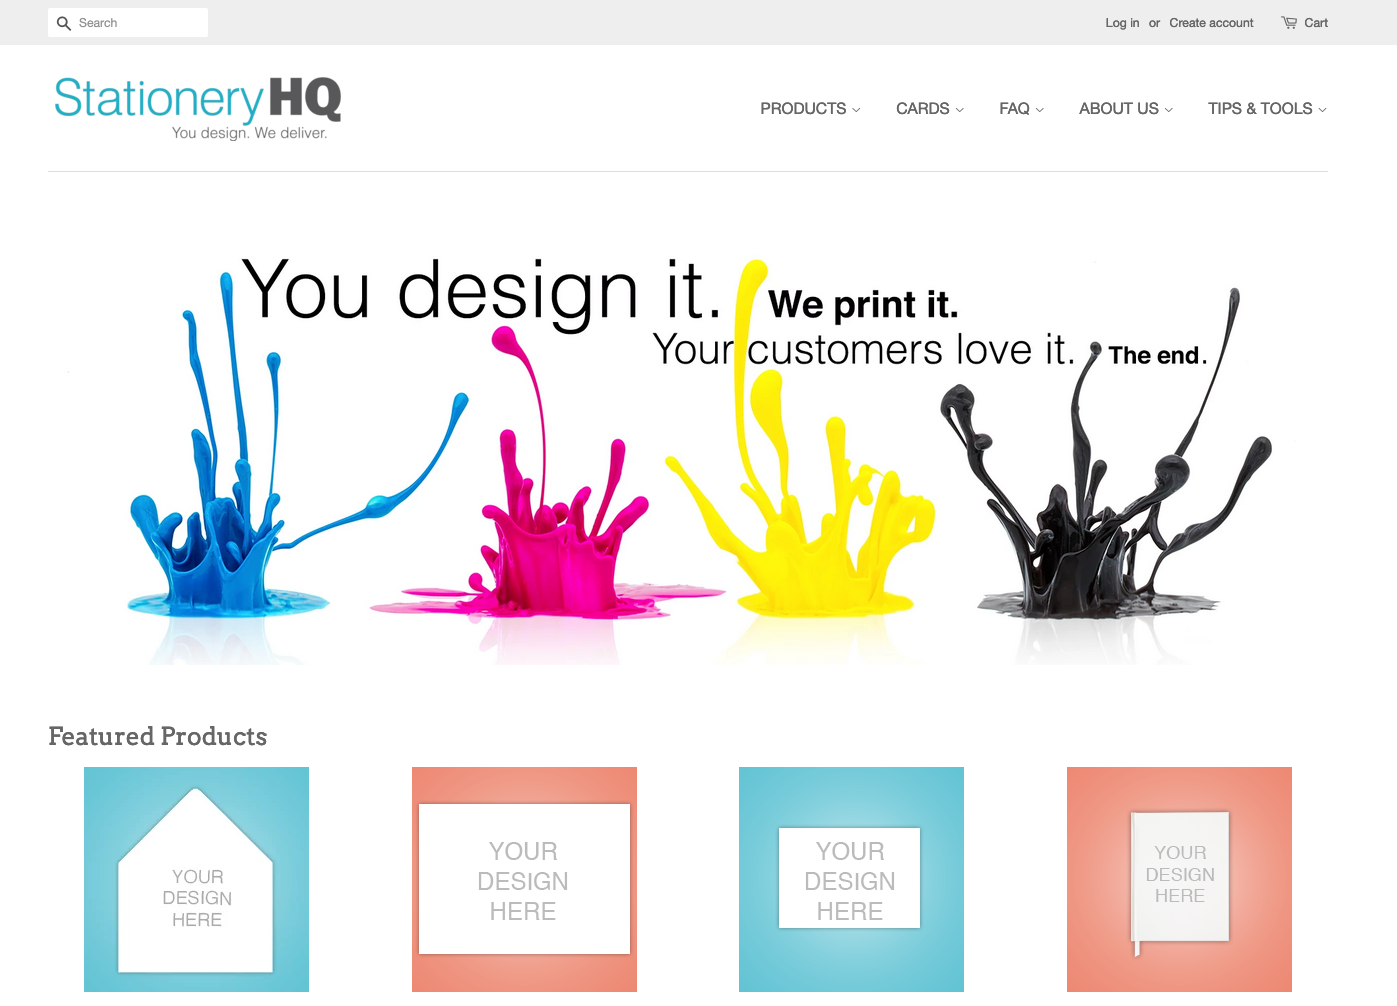 Search
Log in or Create account Cart
StationeryHQ
You design. We deliver.
PRODUCTS CARDS FAQ ABOUT US TIPS & TOOLS
You design it. We print it.
Your customers love it. The end.
Featured Products
YOUR
DESIGN
HERE
YOUR
DESIGN
HERE
YOUR
DESIGN
HERE
YOUR
DESIGN
HERE